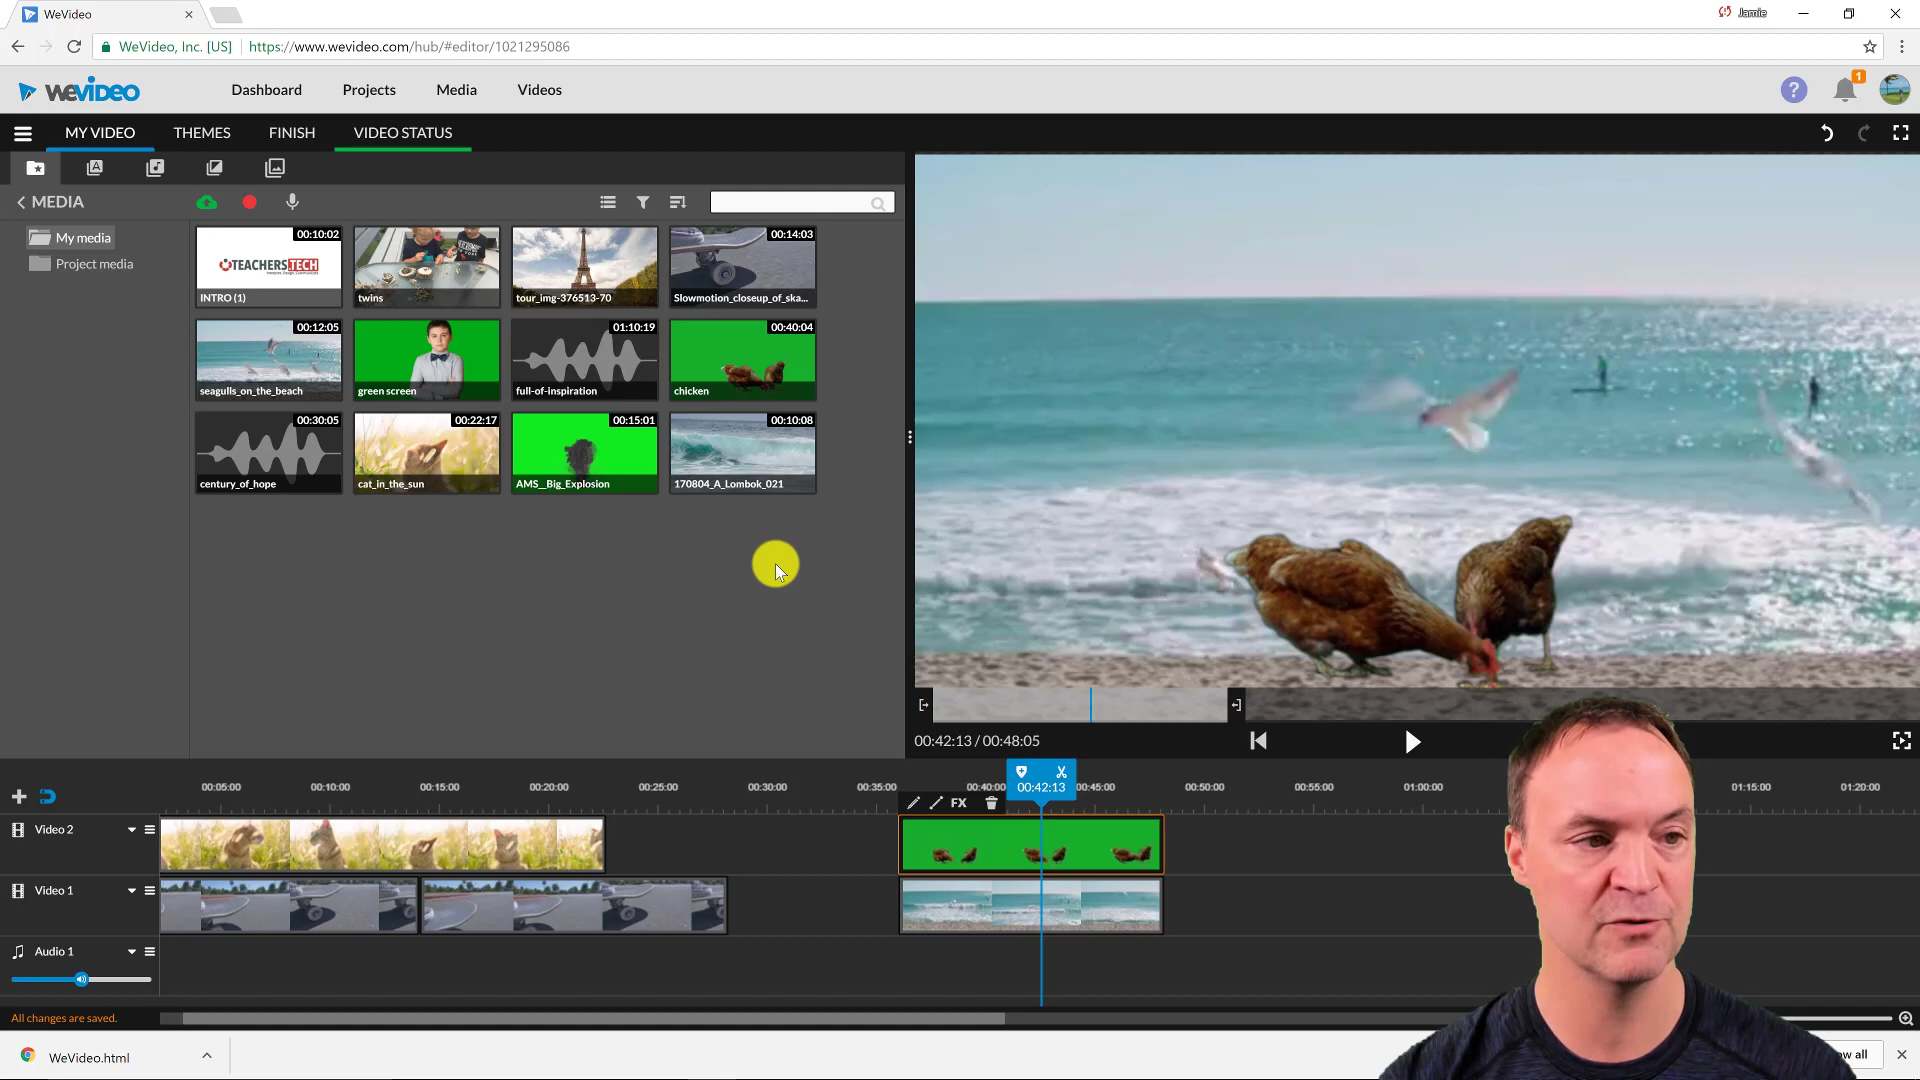 WeVideo
Jamie
WeVideo, Inc. [US]
https://www.wevideo.com/hub/#editor/1021295086
WEVIDEO
Dashboard
Projects
Media
Videos
?
1
MY VIDEO
THEMES
FINISH
VIDEO STATUS
MEDIA
My media
Project media
00:10:02
TEACHERSTECH
INTRO (1)
twins
tour_img-376513-70
00:14:03
Slowmotion_closeup_of_ska...
00:12:05
seagulls_on_the_beach
green screen
01:10:19
full-of-inspiration
00:40:04
chicken
00:30:05
century_of_hope
00:22:17
cat_in_the_sun
00:15:01
AMS__Big_Explosion
00:10:08
170804_A_Lombok_021
00:42:13 / 00:48:05
00:05:00
00:10:00
00:15:00
00:20:00
00:25:00
00:30:00
00:35:00
00:40:00
00:42:13
00:45:00
00:50:00
00:55:00
01:00:00
01:15:00
01:20:00
FX
Video 2
Video 1
Audio 1
All changes are saved.
WeVideo.html
all